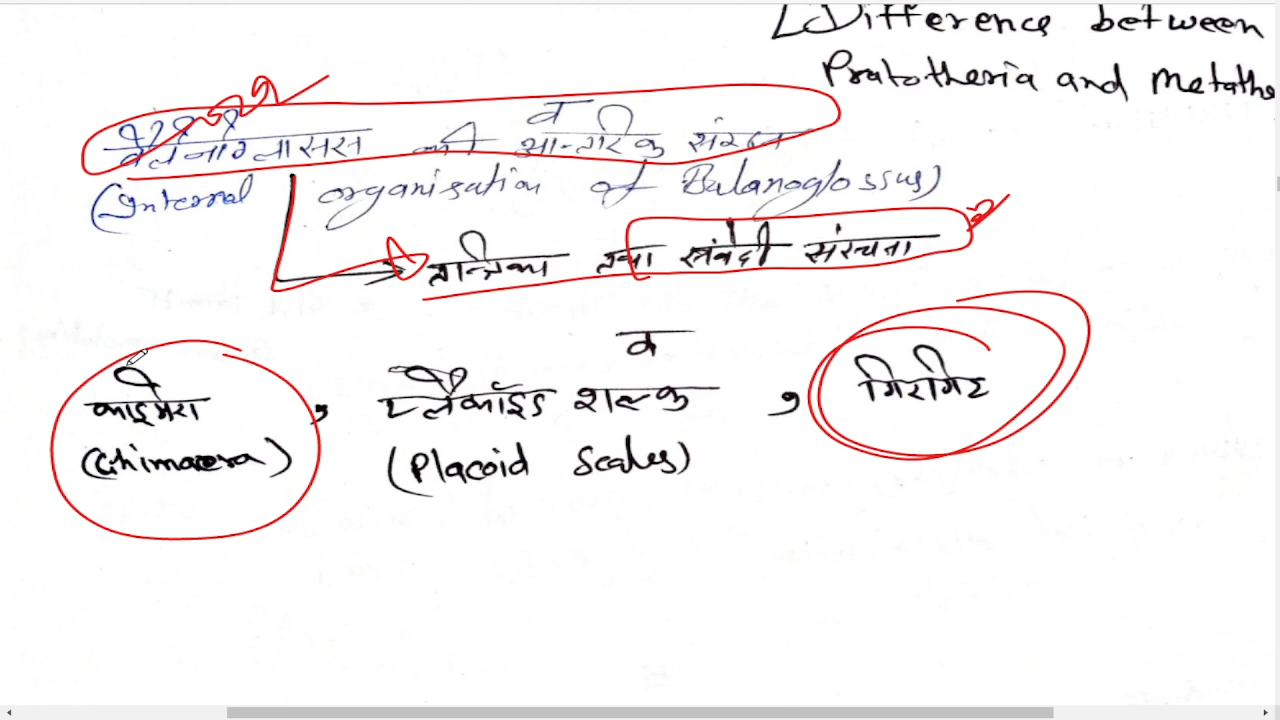 Difference between
Prototheria and Metathe
बैलेनोग्लोसस की आन्तरिक संरचना
(Internal organisation of Balanoglossus)
तन्त्रिका तथा संवेदी संरचना
व
काइमेरा , प्लैकॉइड शल्क , गिरगिट
(Chimaera) (Placoid Scales)